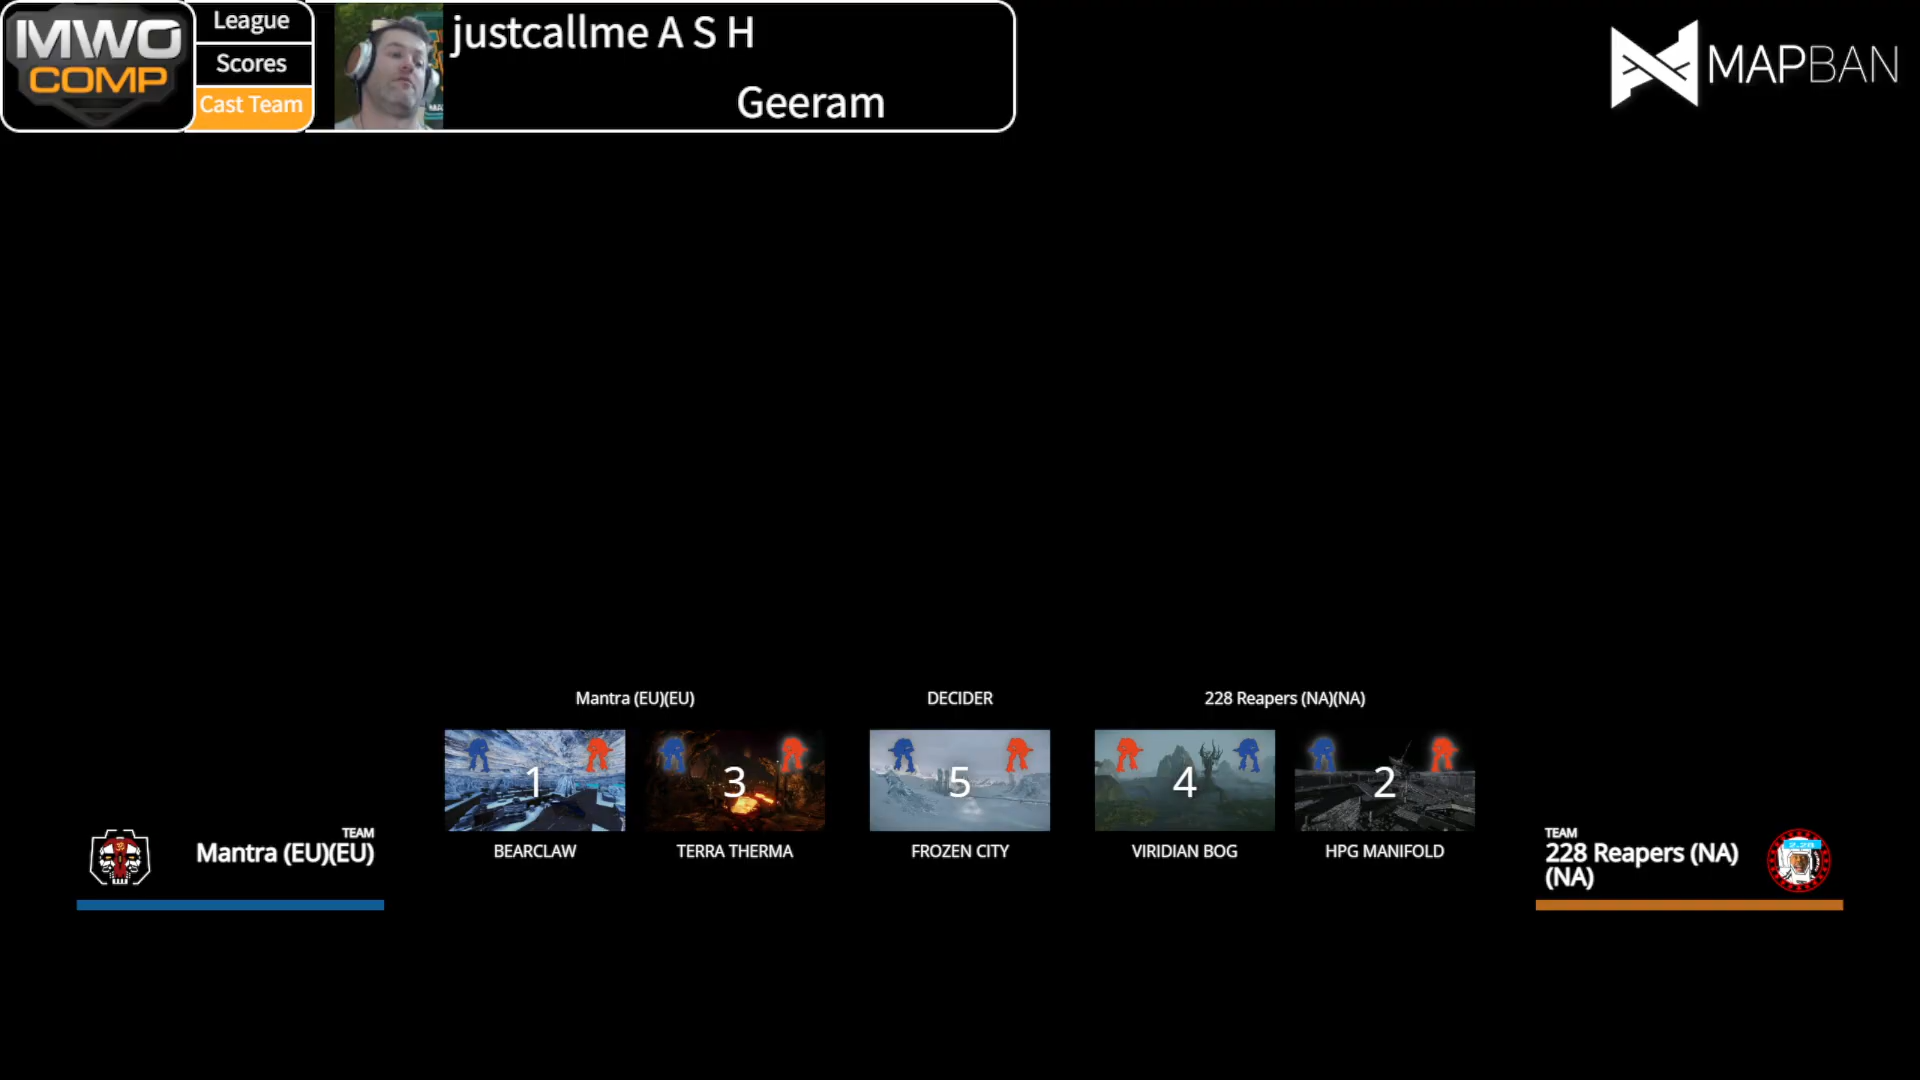 MWO
COMP
League
Scores
Cast Team
justcallme A S H
Geeram
MAPBAN
Mantra (EU)(EU)
DECIDER
228 Reapers (NA)(NA)
1
3
5
4
2
BEARCLAW
TERRA THERMA
FROZEN CITY
VIRIDIAN BOG
HPG MANIFOLD
TEAM
Mantra (EU)(EU)
TEAM
228 Reapers (NA)
(NA)